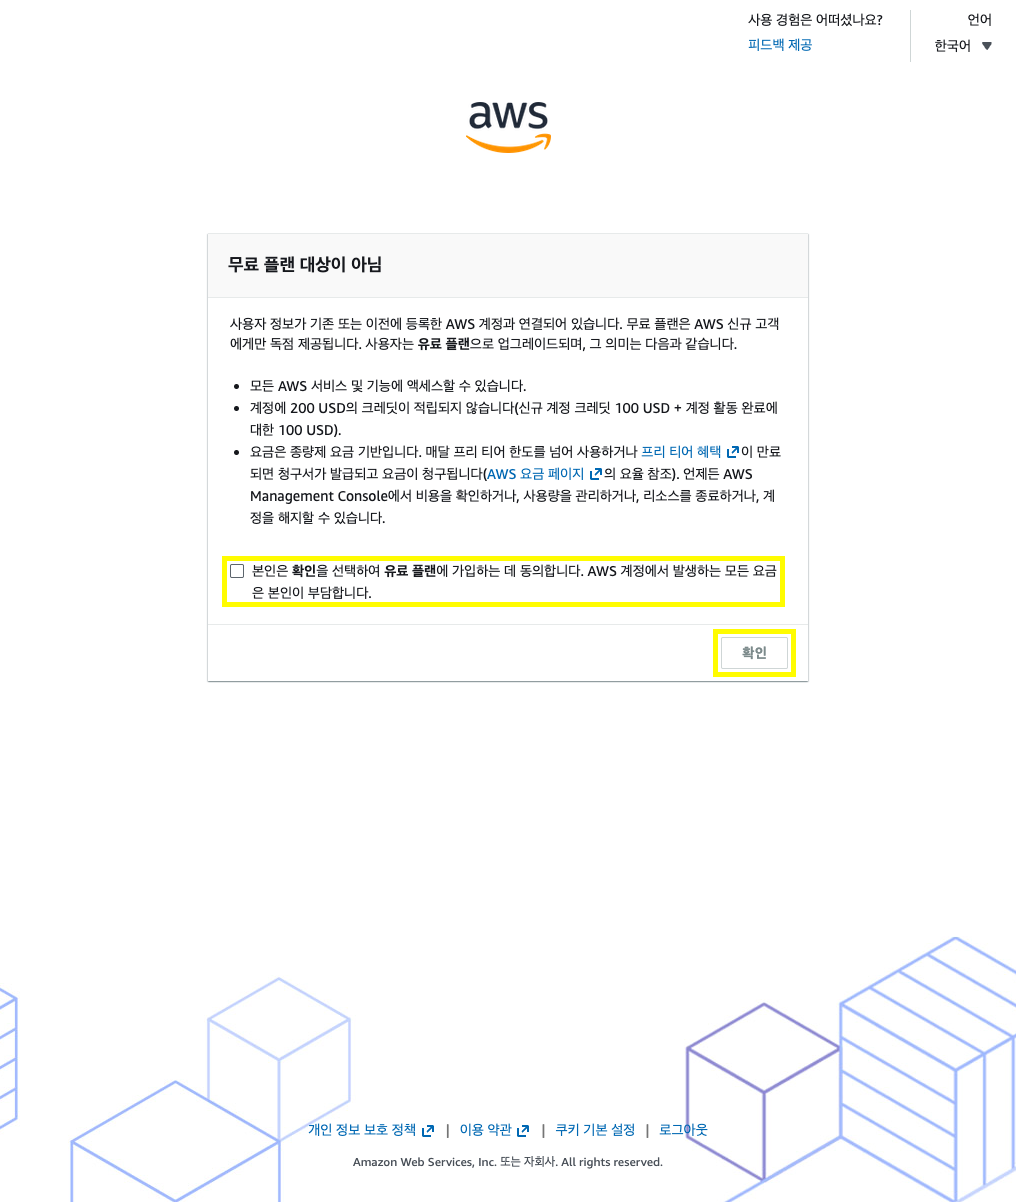 사용 경험은 어떠셨나요?
피드백 제공
언어
한국어
aws
무료 플랜 대상이 아님
사용자 정보가 기존 또는 이전에 등록한 AWS 계정과 연결되어 있습니다. 무료 플랜은 AWS 신규 고객
에게만 독점 제공됩니다. 사용자는 유료 플랜으로 업그레이드되며, 그 의미는 다음과 같습니다.
모든 AWS 서비스 및 기능에 액세스할 수 있습니다.
계정에 200 USD의 크레딧이 적립되지 않습니다(신규 계정 크레딧 100 USD + 계정 활동 완료에
대한 100 USD).
요금은 종량제 요금 기반입니다. 매달 프리 티어 한도를 넘어 사용하거나 프리 티어 혜택 이 만료
되면 청구서가 발급되고 요금이 청구됩니다(AWS 요금 페이지 의 요율 참조). 언제든 AWS
Management Console에서 비용을 확인하거나, 사용량을 관리하거나, 리소스를 종료하거나, 계
정을 해지할 수 있습니다.
본인은 확인을 선택하여 유료 플랜에 가입하는 데 동의합니다. AWS 계정에서 발생하는 모든 요금
은 본인이 부담합니다.
확인
개인 정보 보호 정책 | 이용 약관 | 쿠키 기본 설정 | 로그아웃
Amazon Web Services, Inc. 또는 자회사. All rights reserved.